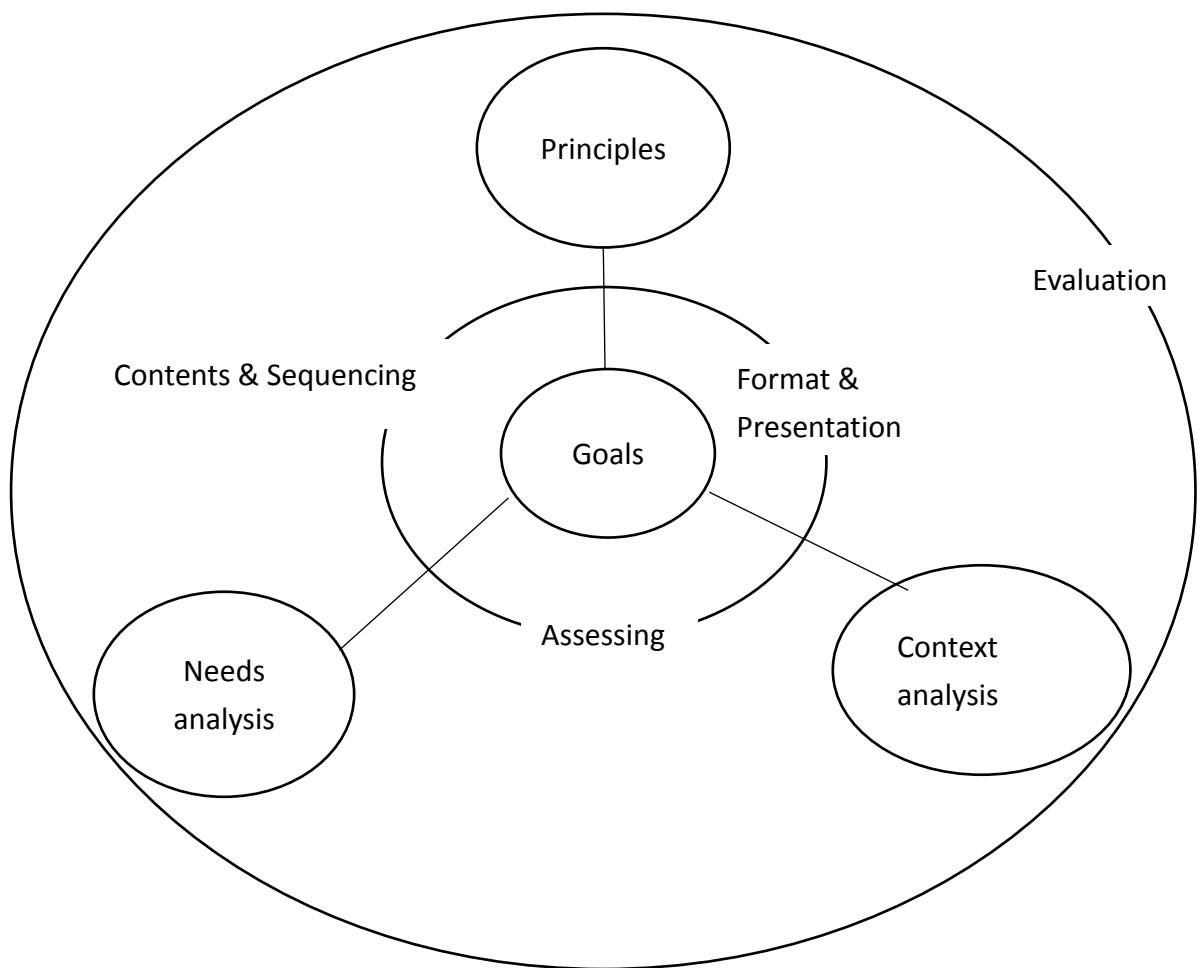 Principles
Evaluation
Contents & Sequencing
Format &
Presentation
Goals
Assessing
Needs
analysis
Context
analysis